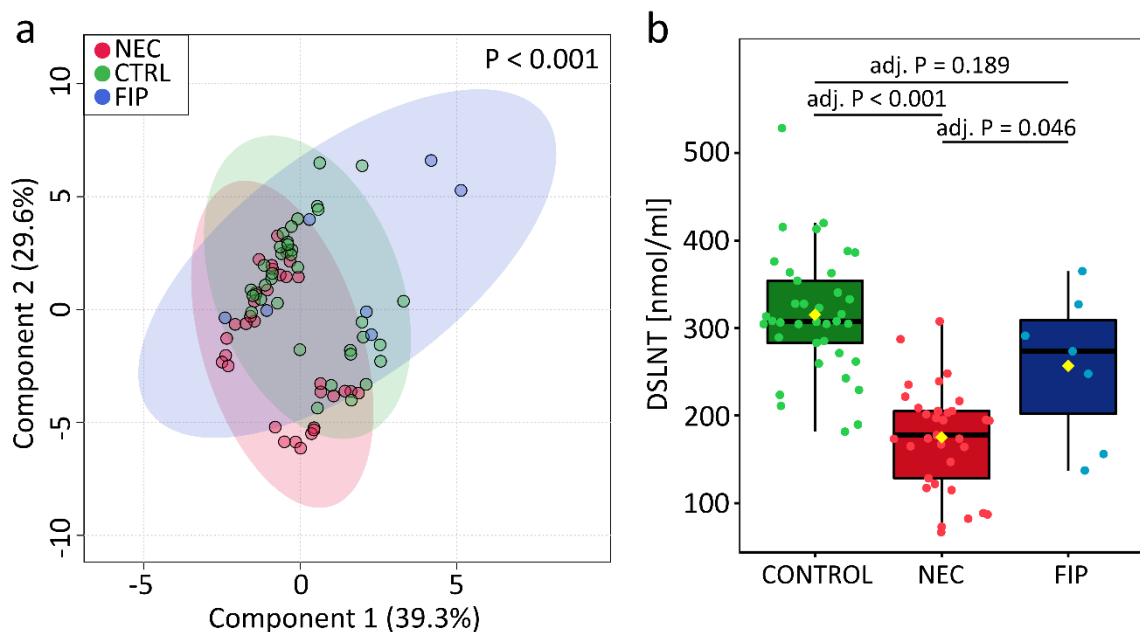 a
NEC
CTRL
FIP
P < 0.001
Component 2 (29.6%)
10
5
0
-5
-10
-5
0
5
Component 1 (39.3%)
b
adj. P = 0.189
adj. P < 0.001
adj. P = 0.046
DSLNT [nmol/ml]
500
400
300
200
100
CONTROL
NEC
FIP